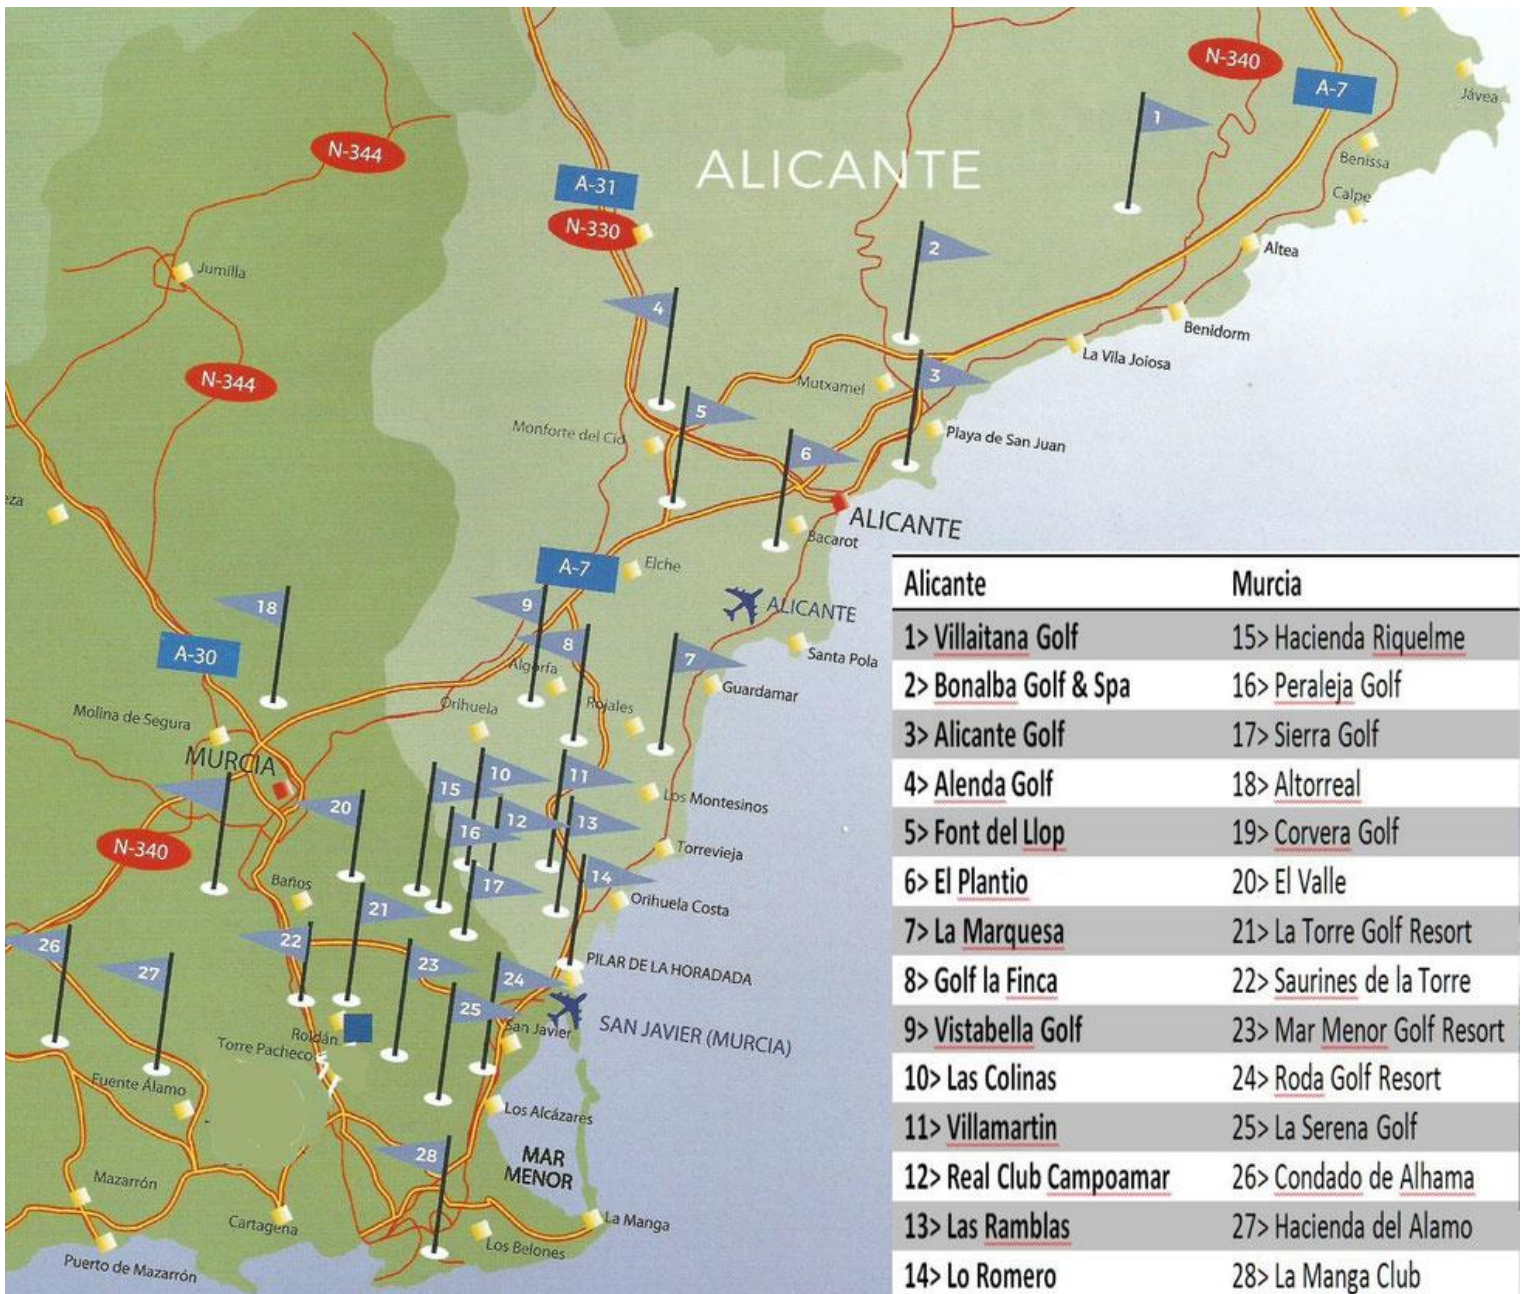 N-340
A-7
Jávea
1
N-344
ALICANTE
Benissa
A-31
Calpe
N-330
2
Altea
Jumilla
4
Benidorm
La Vila Joiosa
N-344
Mutxamel
3
5
Monforte del Cid
Playa de San Juan
6
eza
ALICANTE
Bacarot
A-7
Elche
18
9
ALICANTE
8
A-30
Algorfa
7
Santa Pola
Guardamar
Molina de Segura
Orihuela
Rojales
MURCIA
10
11
15
Los Montesinos
20
12
13
16
N-340
Torrevieja
Baños
17
14
21
Orihuela Costa
26
22
27
23
24
PILAR DE LA HORADADA
25
Roldán
San Javier
SAN JAVIER (MURCIA)
Torre Pacheco
Fuente Álamo
Los Alcázares
28
MAR
MENOR
Mazarrón
Cartagena
La Manga
Los Belones
Puerto de Mazarrón
Alicante Murcia
1> Villaitana Golf 15> Hacienda Riquelme
2> Bonalba Golf & Spa 16> Peraleja Golf
3> Alicante Golf 17> Sierra Golf
4> Alenda Golf 18> Altorreal
5> Font del Llop 19> Corvera Golf
6> El Plantio 20> El Valle
7> La Marquesa 21> La Torre Golf Resort
8> Golf la Finca 22> Saurines de la Torre
9> Vistabella Golf 23> Mar Menor Golf Resort
10> Las Colinas 24> Roda Golf Resort
11> Villamartin 25> La Serena Golf
12> Real Club Campoamar 26> Condado de Alhama
13> Las Ramblas 27> Hacienda del Alamo
14> Lo Romero 28> La Manga Club